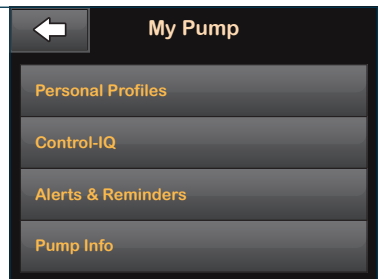 My Pump
Personal Profiles
Control-IQ
Alerts & Reminders
Pump Info